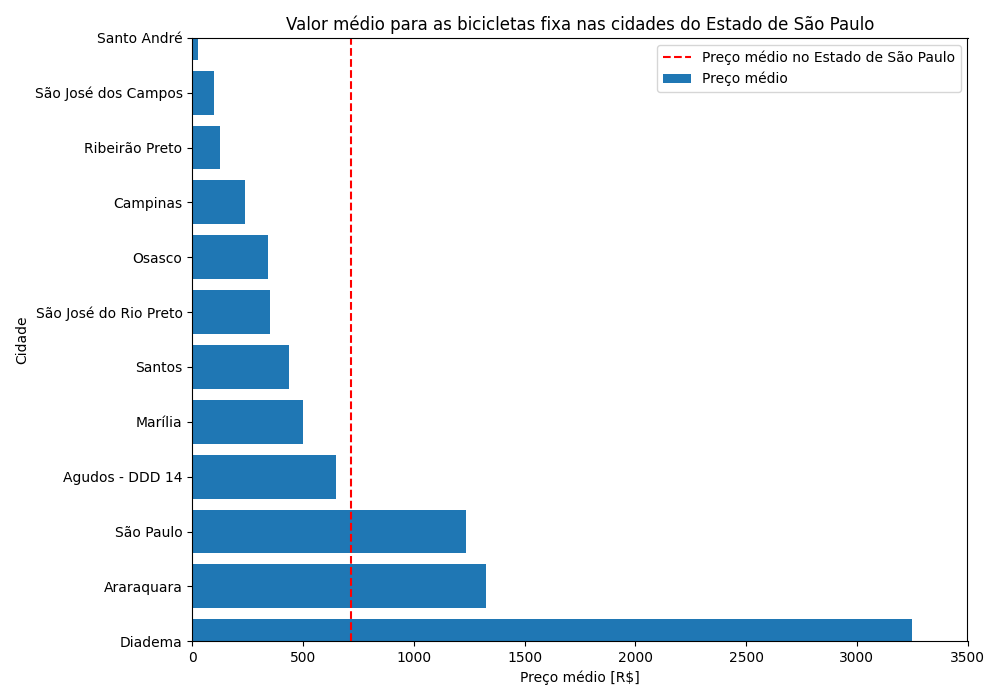 Valor médio para as bicicletas fixa nas cidades do Estado de São Paulo
Preço médio no Estado de São Paulo
Preço médio
Cidade
Santo André
São José dos Campos
Ribeirão Preto
Campinas
Osasco
São José do Rio Preto
Santos
Marília
Agudos - DDD 14
São Paulo
Araraquara
Diadema
0 500 1000 1500 2000 2500 3000 3500
Preço médio [R$]